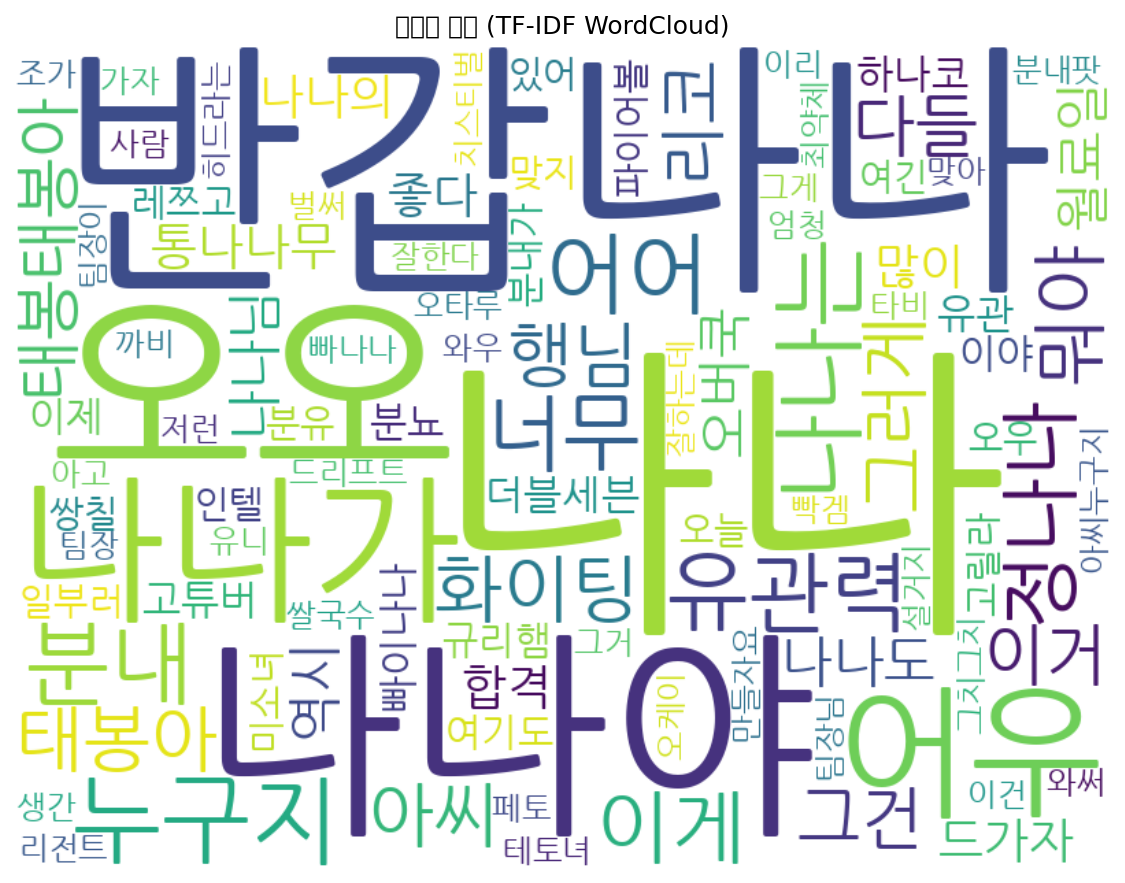 (TF-IDF WordCloud)
반갑니다
조가
가자
히드라는
나나의
치스티벌
있어
파이어볼
리코
이리
최약체
하나코
다들
분내팟
월료일
태봉태봉아
사람
맞지
그게
여긴
맞아
레쯔고
벌써
좋다
엄청
팀장이
통나나무
잘한다
분내가
어어
나나는
많이
뭐야
오타루
타비
유관
오오
까비
나나님
빠나나
와우
행님
잘하는데
오버쿡
그러게
이야
이제
저런
분유
분뇨
너무
나나
정나나
오우
아씨누구지
아고
드리프트
더블세븐
빡겜
나나가
쌍칠
인텔
팀장
유니
오늘
고릴라
일부러
고튜버
쌀국수
빠이나나
화이팅
유관력
설거지
분내
나나야
미소녀
역시
규리햄
그거
합격
만들자요
나나도
그치그치
이거
태봉아
여기도
오케이
팀장님
어우
생간
누구지
아씨
페토
이게
그건
이건
와써
리전트
테토녀
드가자